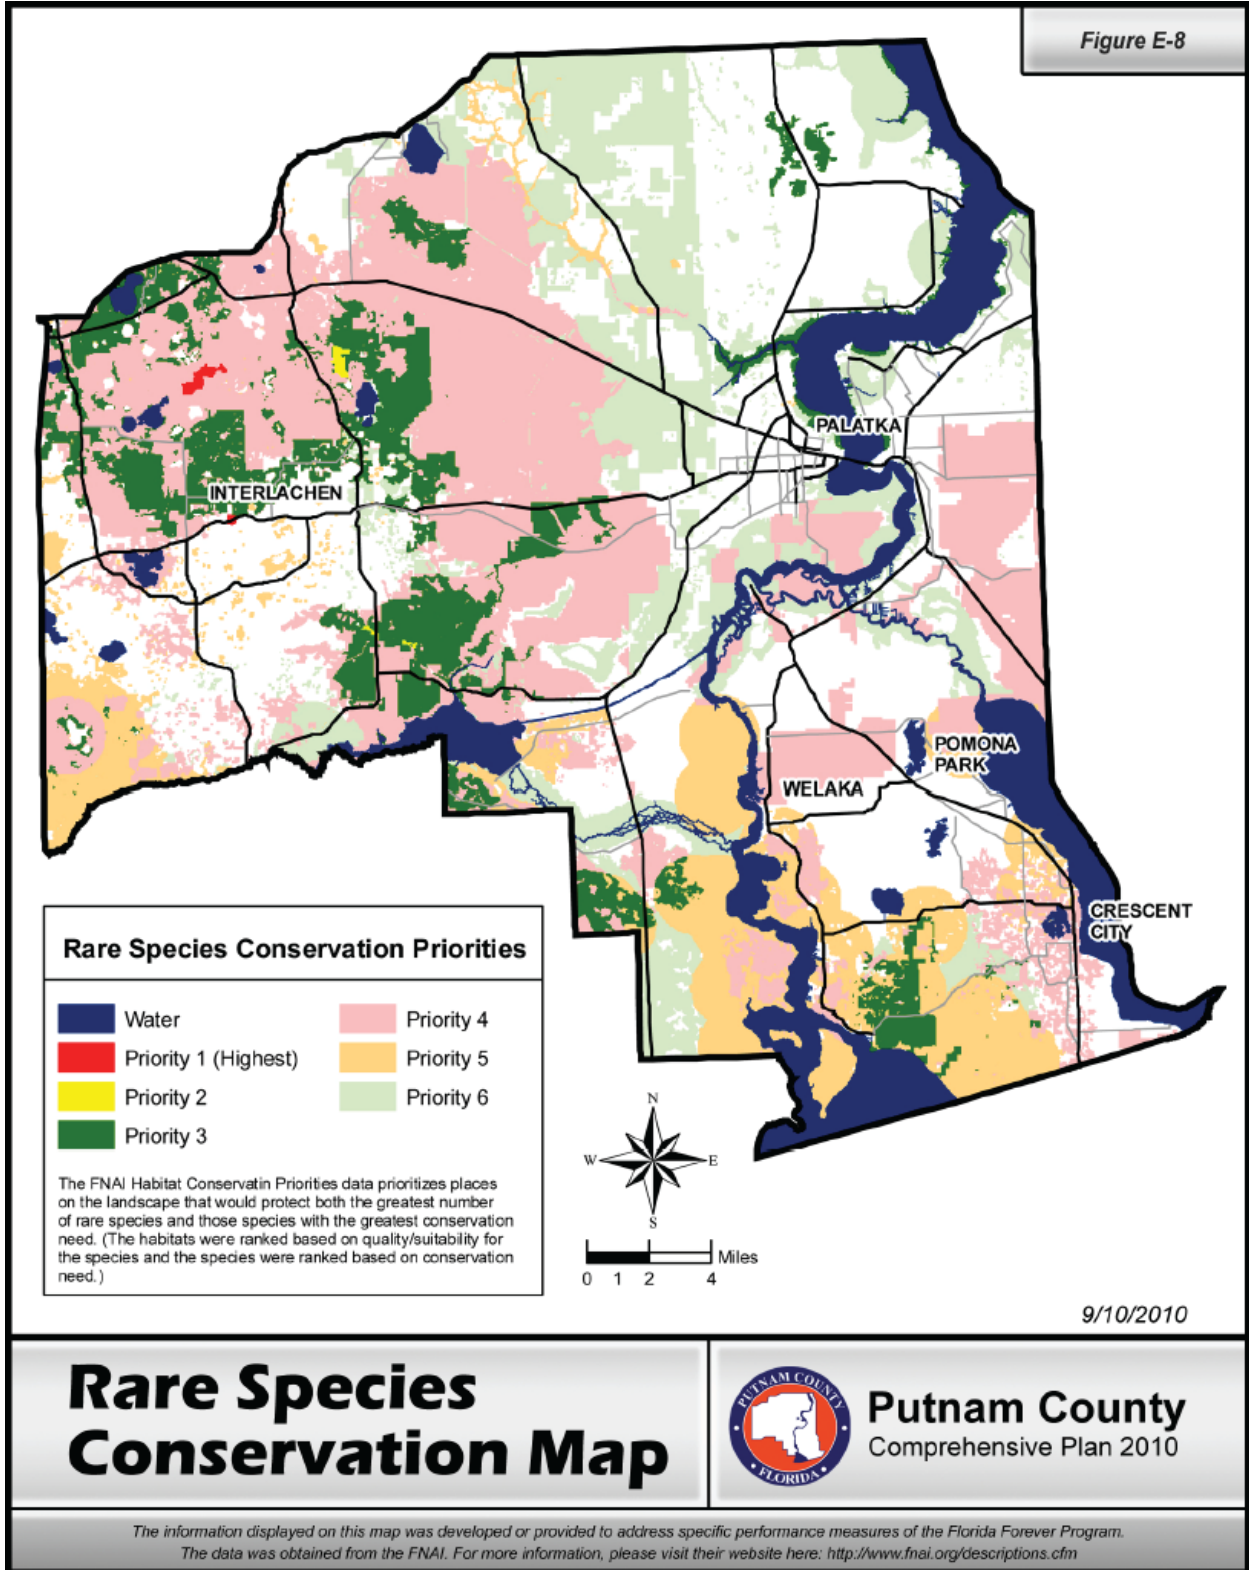 Figure E-8
PALATKA
INTERLACHEN
POMONA
PARK
WELAKA
CRESCENT
CITY
Rare Species Conservation Priorities
Water
Priority 1 (Highest)
Priority 2
Priority 3
Priority 4
Priority 5
Priority 6
The FNAI Habitat Conservatin Priorities data prioritizes places
on the landscape that would protect both the greatest number
of rare species and those species with the greatest conservation
need. (The habitats were ranked based on quality/suitability for
the species and the species were ranked based on conservation
need.)
N
W E
S
Miles
0 1 2 4
9/10/2010
Rare Species
Conservation Map
PUTNAM COUNTY
• FLORIDA •
Putnam County
Comprehensive Plan 2010
The information displayed on this map was developed or provided to address specific performance measures of the Florida Forever Program.
The data was obtained from the FNAI. For more information, please visit their website here: http://www.fnai.org/descriptions.cfm